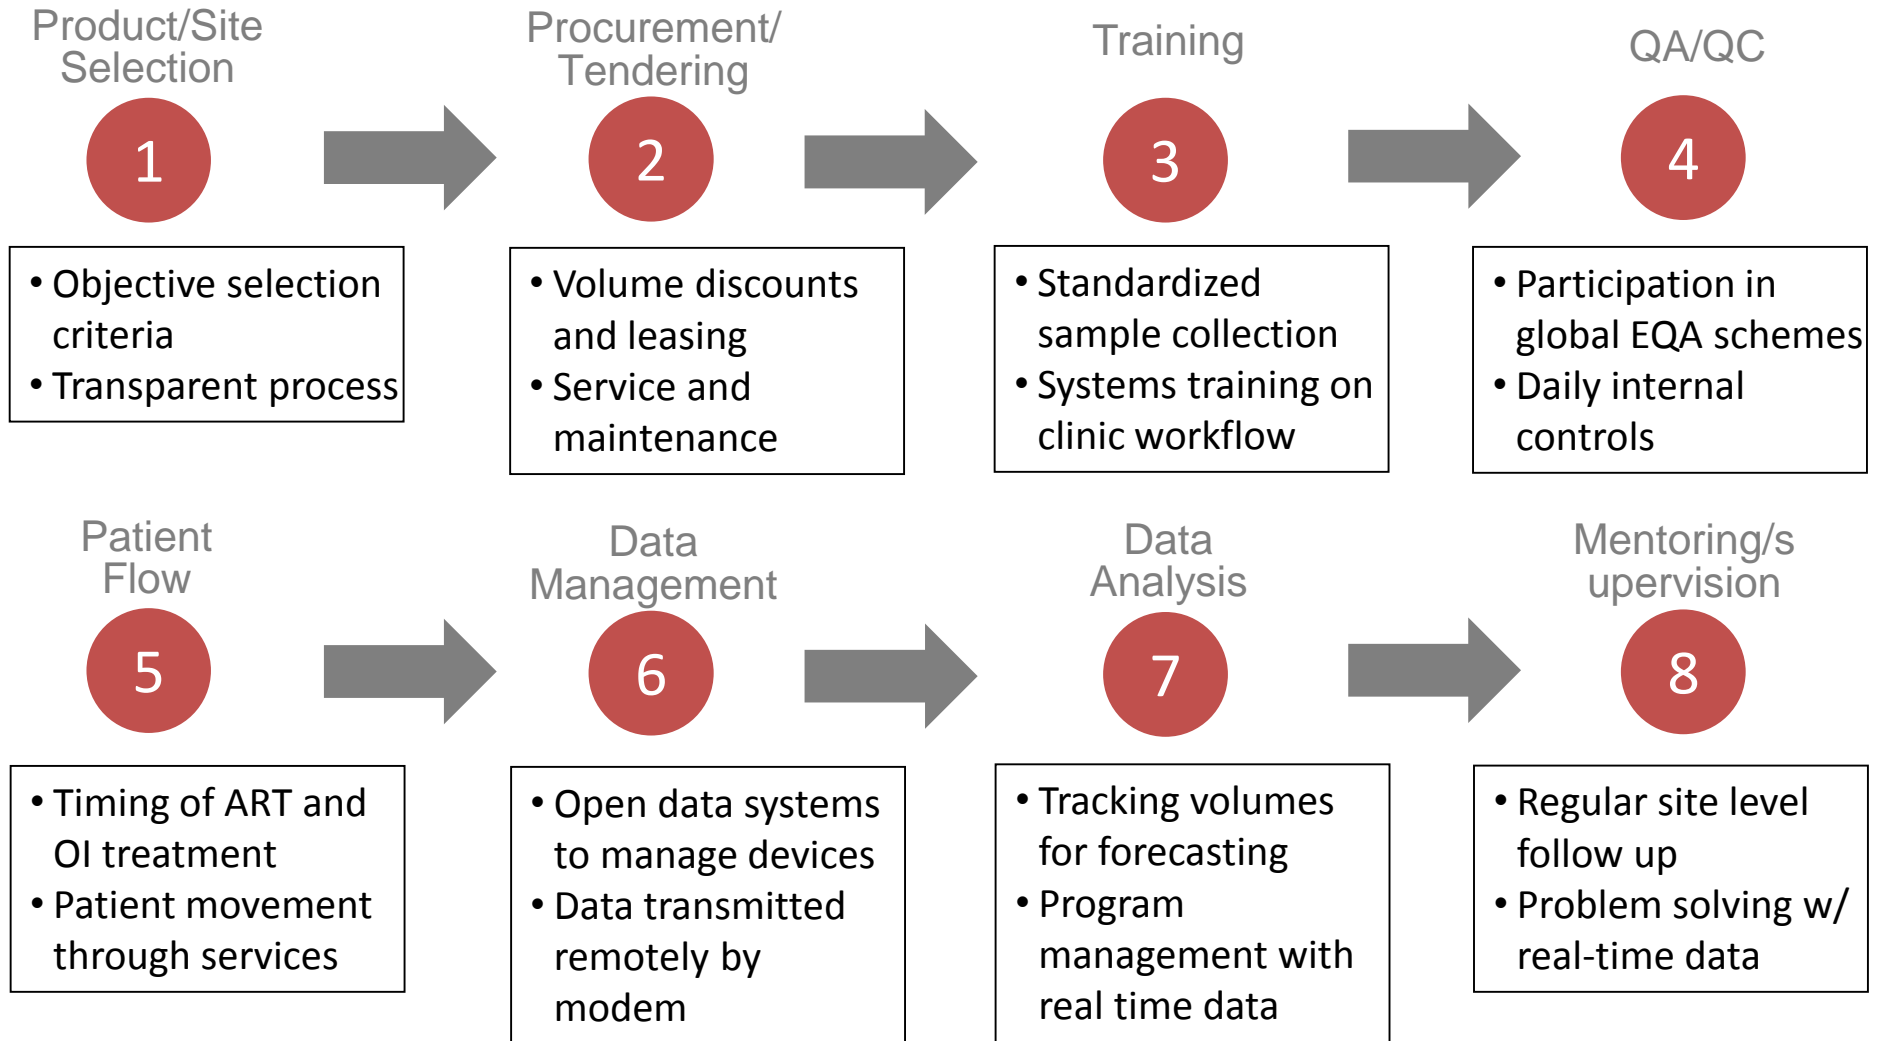 Product/Site
Selection
1
• Objective selection
criteria
• Transparent process
Procurement/
Tendering
2
• Volume discounts
and leasing
• Service and
maintenance
Training
3
• Standardized
sample collection
• Systems training on
clinic workflow
QA/QC
4
• Participation in
global EQA schemes
• Daily internal
controls
Patient
Flow
5
• Timing of ART and
OI treatment
• Patient movement
through services
Data
Management
6
• Open data systems
to manage devices
• Data transmitted
remotely by
modem
Data
Analysis
7
• Tracking volumes
for forecasting
• Program
management with
real time data
Mentoring/s
upervision
8
• Regular site level
follow up
• Problem solving w/
real-time data